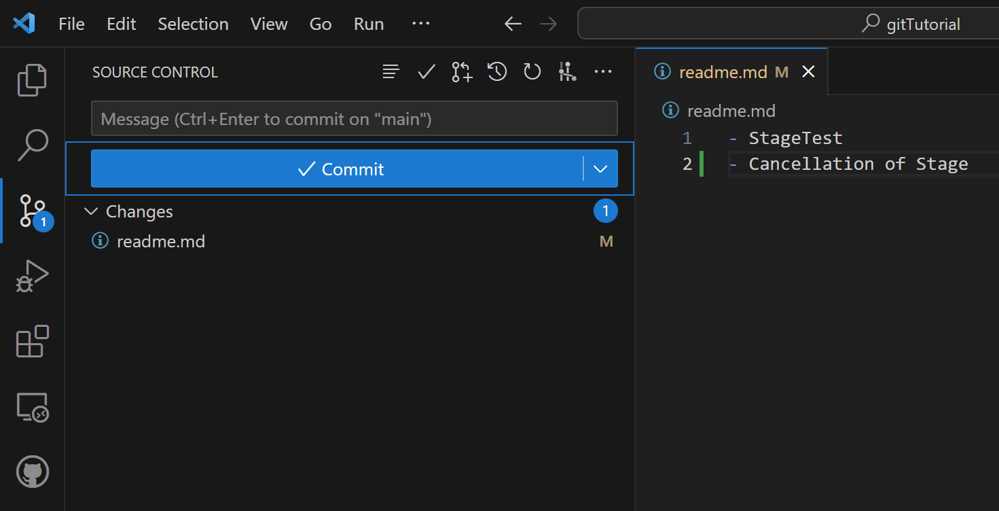 File Edit Selection View Go Run ··· gitTutorial
SOURCE CONTROL ···
readme.md M
Message (Ctrl+Enter to commit on "main")
Commit
Changes 1
readme.md M
1
readme.md
1 - StageTest
2 - Cancellation of Stage